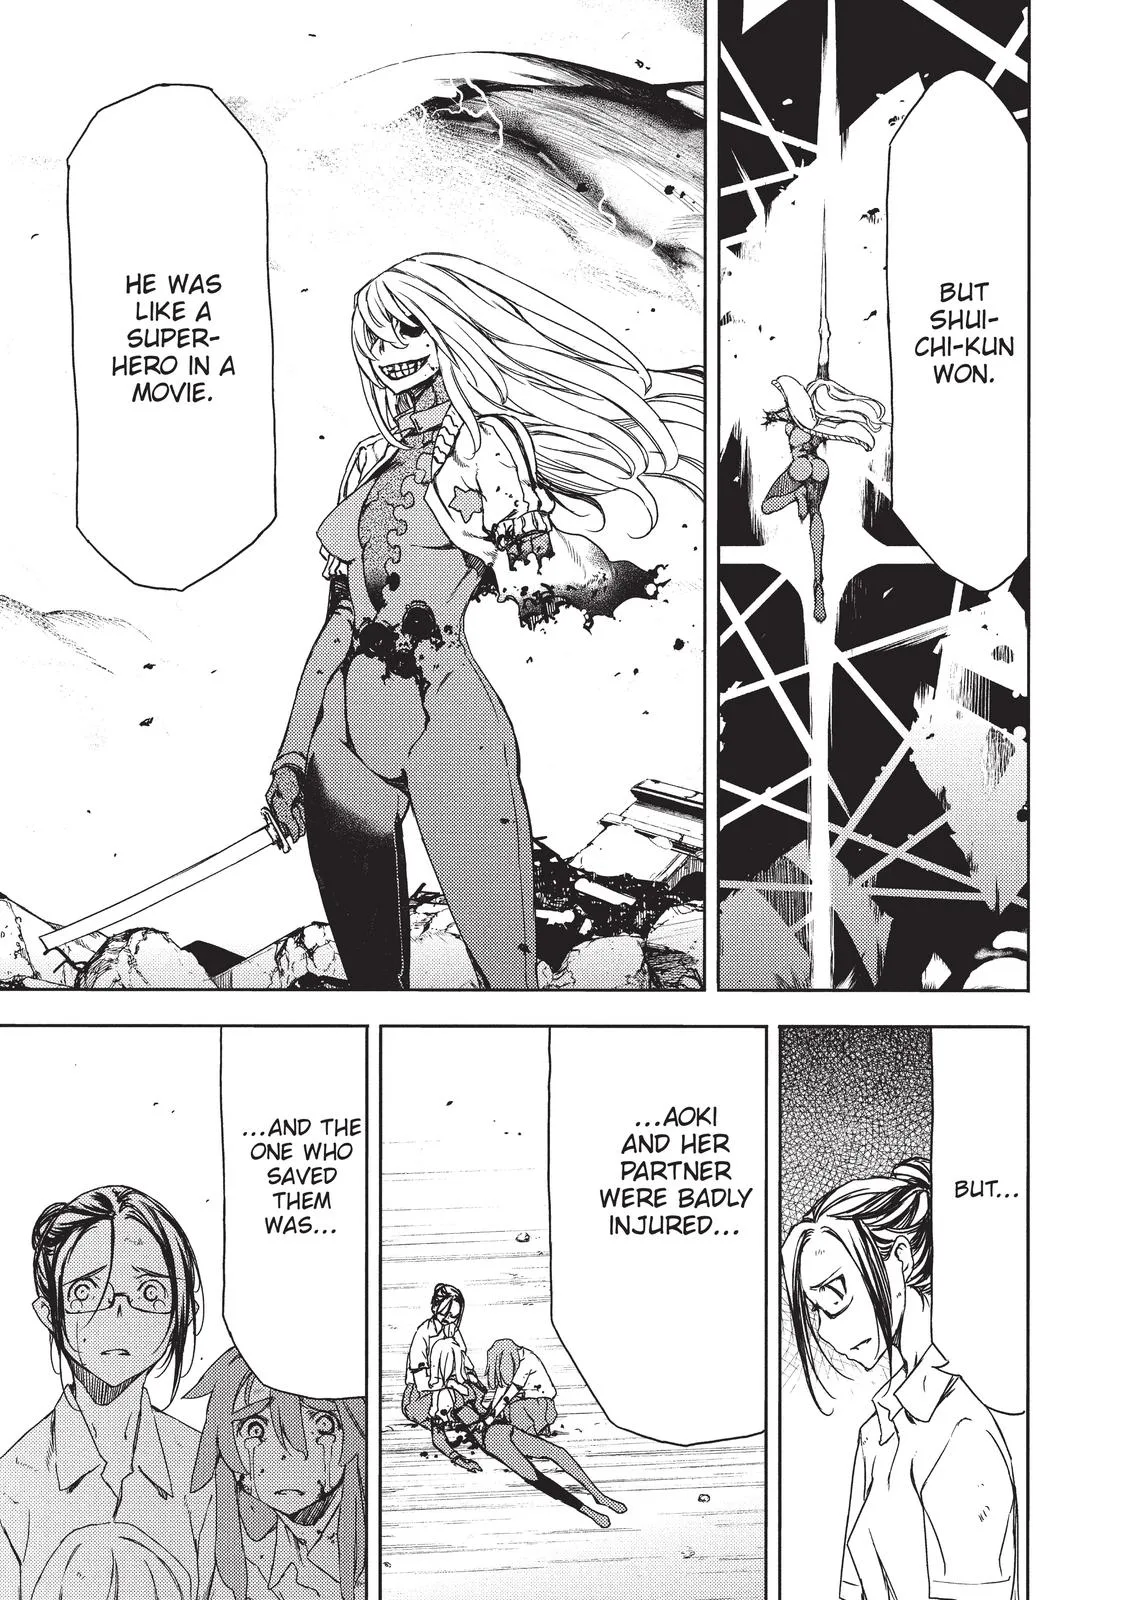 BUT
SHUI-
CHI-KUN
WON.
HE WAS
LIKE A
SUPER-
HERO IN A
MOVIE.
BUT...
...AOKI
AND HER
PARTNER
WERE BADLY
INJURED...
...AND THE
ONE WHO
SAVED
THEM
WAS...